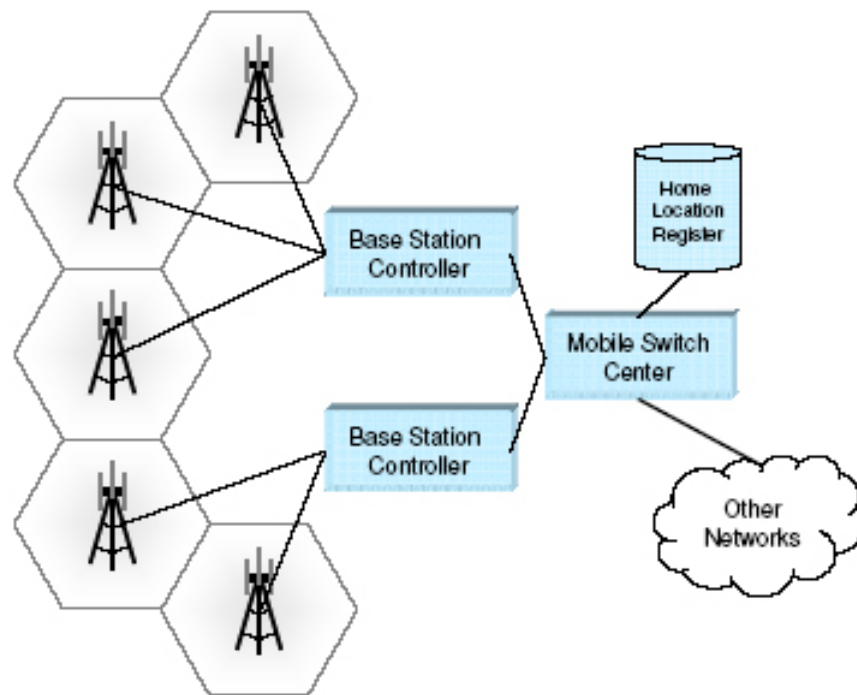 Home
Location
Register
Base Station
Controller
Mobile Switch
Center
Base Station
Controller
Other
Networks